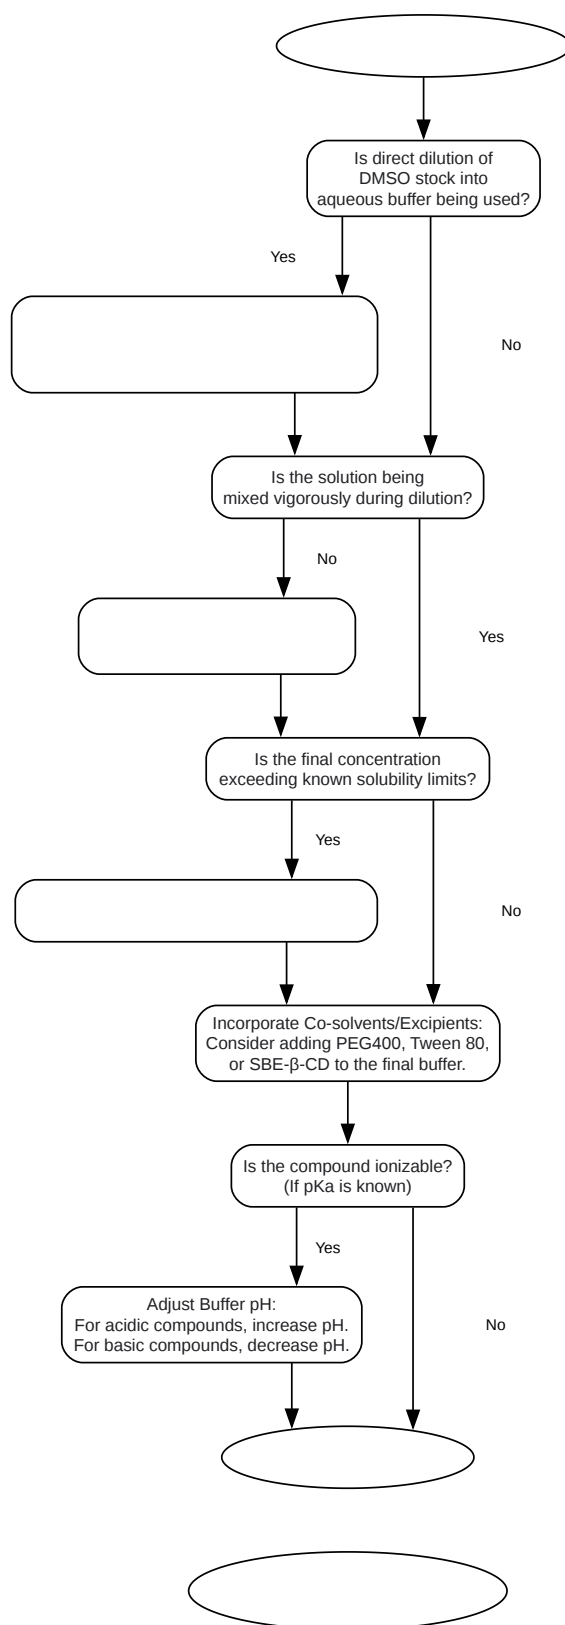 Is direct dilution of
DMSO stock into
aqueous buffer being used?
Yes
No
Is the solution being
mixed vigorously during dilution?
No
Yes
Is the final concentration
exceeding known solubility limits?
Yes
No
Incorporate Co-solvents/Excipients:
Consider adding PEG400, Tween 80,
or SBE-β-CD to the final buffer.
Is the compound ionizable?
(If pKa is known)
Yes
No
Adjust Buffer pH:
For acidic compounds, increase pH.
For basic compounds, decrease pH.